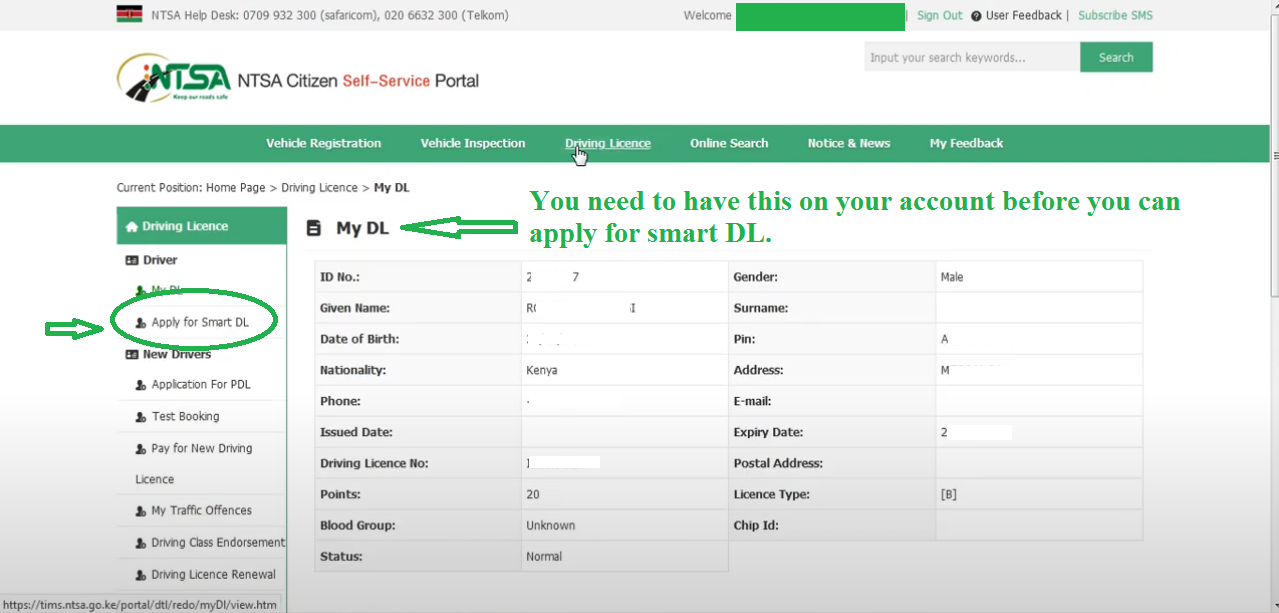 NTSA Help Desk: 0709 932 300 (safaricom), 020 6632 300 (Telkom)
Welcome | Sign Out User Feedback | Subscribe SMS
Input your search keywords... Search
NTSA
Keep our roads safe
NTSA Citizen Self-Service Portal
Vehicle Registration Vehicle Inspection Driving Licence Online Search Notice & News My Feedback
Current Position: Home Page > Driving Licence > My DL
You need to have this on your account before you can
apply for smart DL.
Driving Licence
Driver
My DL
Apply for Smart DL
New Drivers
Application For PDL
Test Booking
Pay for New Driving
Licence
My Traffic Offences
Driving Class Endorsement
Driving Licence Renewal
My DL
ID No.: 2 7 Gender: Male
Given Name: Surname:
Date of Birth: Pin: A
Nationality: Kenya Address: M
Phone: E-mail:
Issued Date: Expiry Date: 2
Driving Licence No: Postal Address:
Points: 20 Licence Type: [B]
Blood Group: Unknown Chip Id:
Status: Normal
https://tims.ntsa.go.ke/portal/dtl/redo/myDl/view.htm